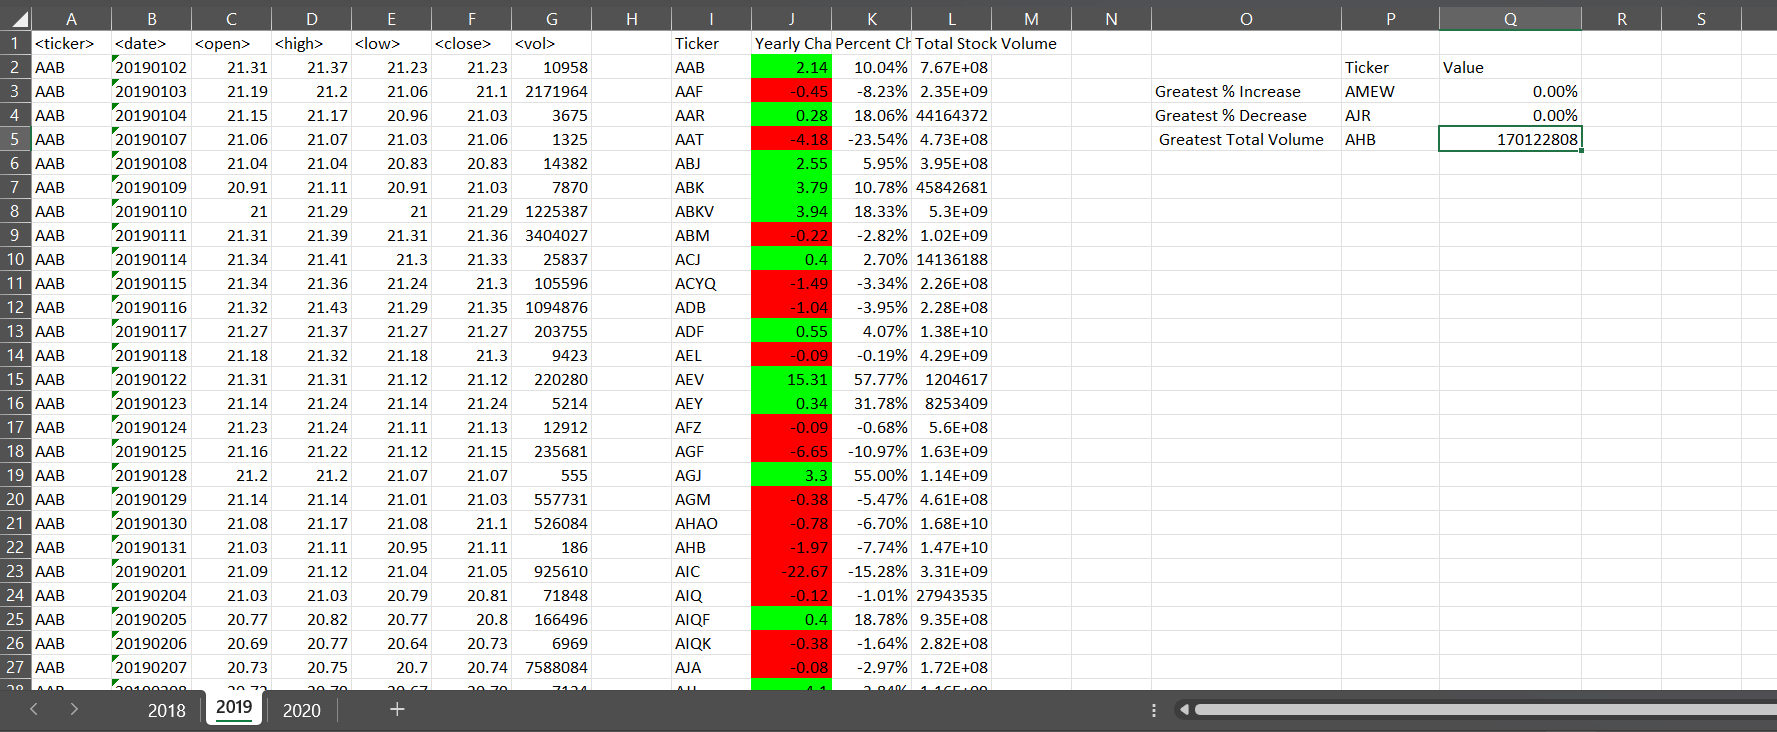 A B C D E F G H I J K L M N O P Q R S
1 <ticker> <date> <open> <high> <low> <close> <vol> Ticker Yearly Cha Percent Ch Total Stock Volume
2 AAB 20190102 21.31 21.37 21.23 21.23 10958 AAB 2.14 10.04% 7.67E+08 Ticker Value
3 AAB 20190103 21.19 21.2 21.06 21.1 2171964 AAF -0.45 -8.23% 2.35E+09 Greatest % Increase AMEW 0.00%
4 AAB 20190104 21.15 21.17 20.96 21.03 3675 AAR 0.28 18.06% 44164372 Greatest % Decrease AJR 0.00%
5 AAB 20190107 21.06 21.07 21.03 21.06 1325 AAT -4.18 -23.54% 4.73E+08 Greatest Total Volume AHB 170122808
6 AAB 20190108 21.04 21.04 20.83 20.83 14382 ABJ 2.55 5.95% 3.95E+08
7 AAB 20190109 20.91 21.11 20.91 21.03 7870 ABK 3.79 10.78% 45842681
8 AAB 20190110 21 21.29 21 21.29 1225387 ABKV 3.94 18.33% 5.3E+09
9 AAB 20190111 21.31 21.39 21.31 21.36 3404027 ABM -0.22 -2.82% 1.02E+09
10 AAB 20190114 21.34 21.41 21.3 21.33 25837 ACJ 0.4 2.70% 14136188
11 AAB 20190115 21.34 21.36 21.24 21.3 105596 ACYQ -1.49 -3.34% 2.26E+08
12 AAB 20190116 21.32 21.43 21.29 21.35 1094876 ADB -1.04 -3.95% 2.28E+08
13 AAB 20190117 21.27 21.37 21.27 21.27 203755 ADF 0.55 4.07% 1.38E+10
14 AAB 20190118 21.18 21.32 21.18 21.3 9423 AEL -0.09 -0.19% 4.29E+09
15 AAB 20190122 21.31 21.31 21.12 21.12 220280 AEV 15.31 57.77% 1204617
16 AAB 20190123 21.14 21.24 21.14 21.24 5214 AEY 0.34 31.78% 8253409
17 AAB 20190124 21.23 21.24 21.11 21.13 12912 AFZ -0.09 -0.68% 5.6E+08
18 AAB 20190125 21.16 21.22 21.12 21.15 235681 AGF -6.65 -10.97% 1.63E+09
19 AAB 20190128 21.2 21.2 21.07 21.07 555 AGJ 3.3 55.00% 1.14E+09
20 AAB 20190129 21.14 21.14 21.01 21.03 557731 AGM -0.38 -5.47% 4.61E+08
21 AAB 20190130 21.08 21.17 21.08 21.1 526084 AHAO -0.78 -6.70% 1.68E+10
22 AAB 20190131 21.03 21.11 20.95 21.11 186 AHB -1.97 -7.74% 1.47E+10
23 AAB 20190201 21.09 21.12 21.04 21.05 925610 AIC -22.67 -15.28% 3.31E+09
24 AAB 20190204 21.03 21.03 20.79 20.81 71848 AIQ -0.12 -1.01% 27943535
25 AAB 20190205 20.77 20.82 20.77 20.8 166496 AIQF 0.4 18.78% 9.35E+08
26 AAB 20190206 20.69 20.77 20.64 20.73 6969 AIQK -0.38 -1.64% 2.82E+08
27 AAB 20190207 20.73 20.75 20.7 20.74 7588084 AJA -0.08 -2.97% 1.72E+08
2018 2019 2020